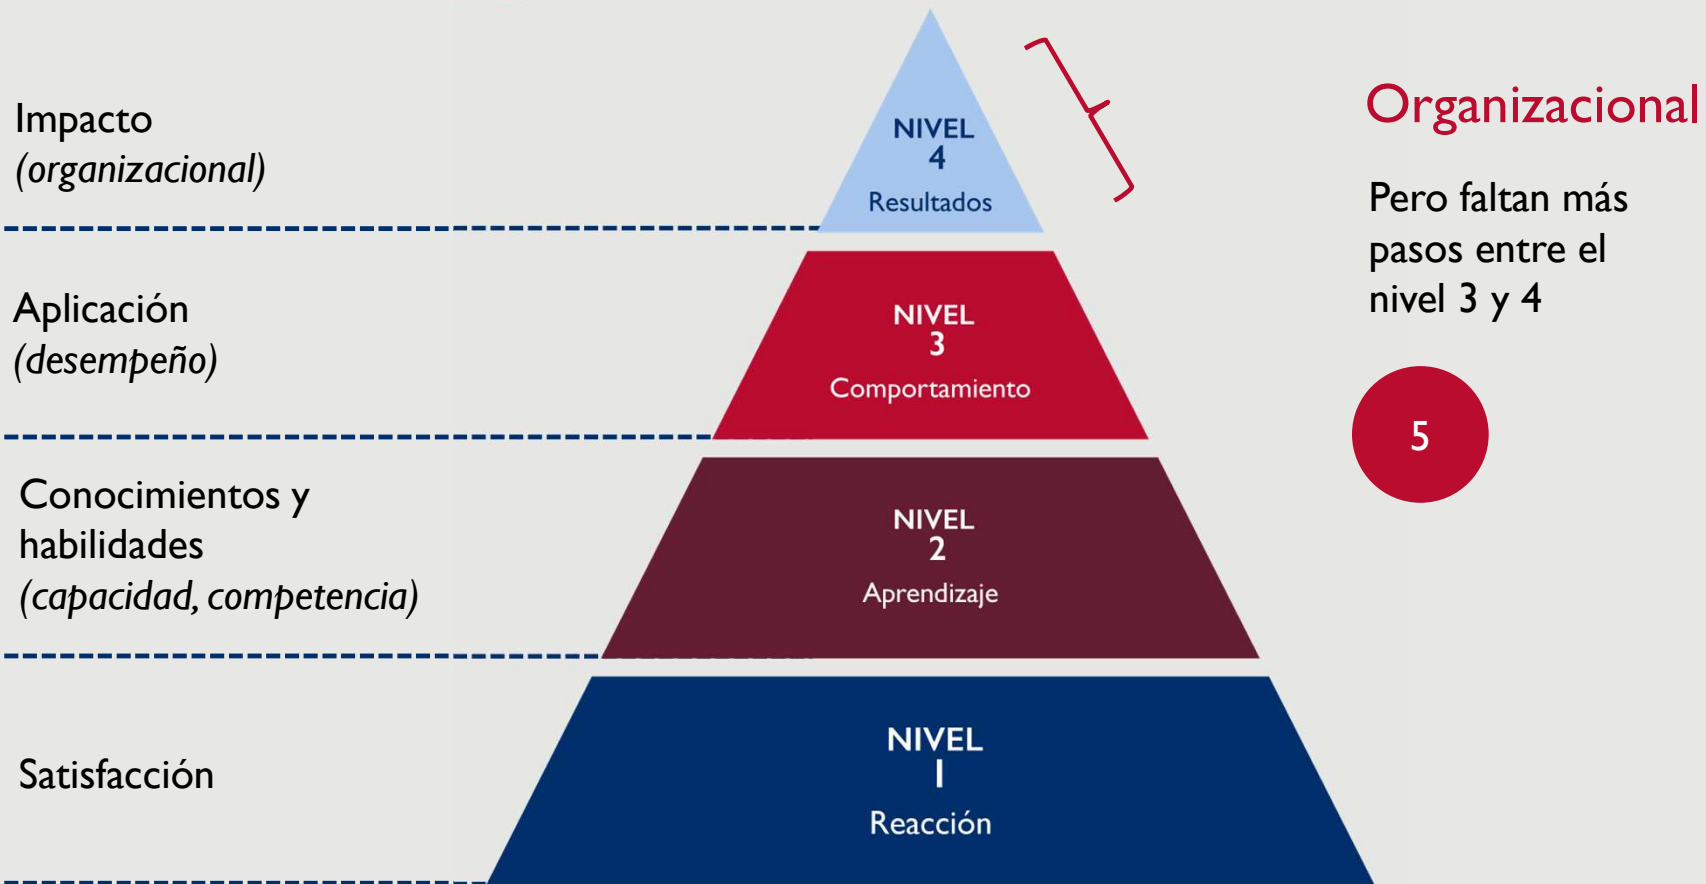 Impacto
(organizacional)
Aplicación
(desempeño)
Conocimientos y
habilidades
(capacidad, competencia)
Satisfacción
NIVEL
4
Resultados
NIVEL
3
Comportamiento
NIVEL
2
Aprendizaje
NIVEL
1
Reacción
Organizacional
Pero faltan más
pasos entre el
nivel 3 y 4
5